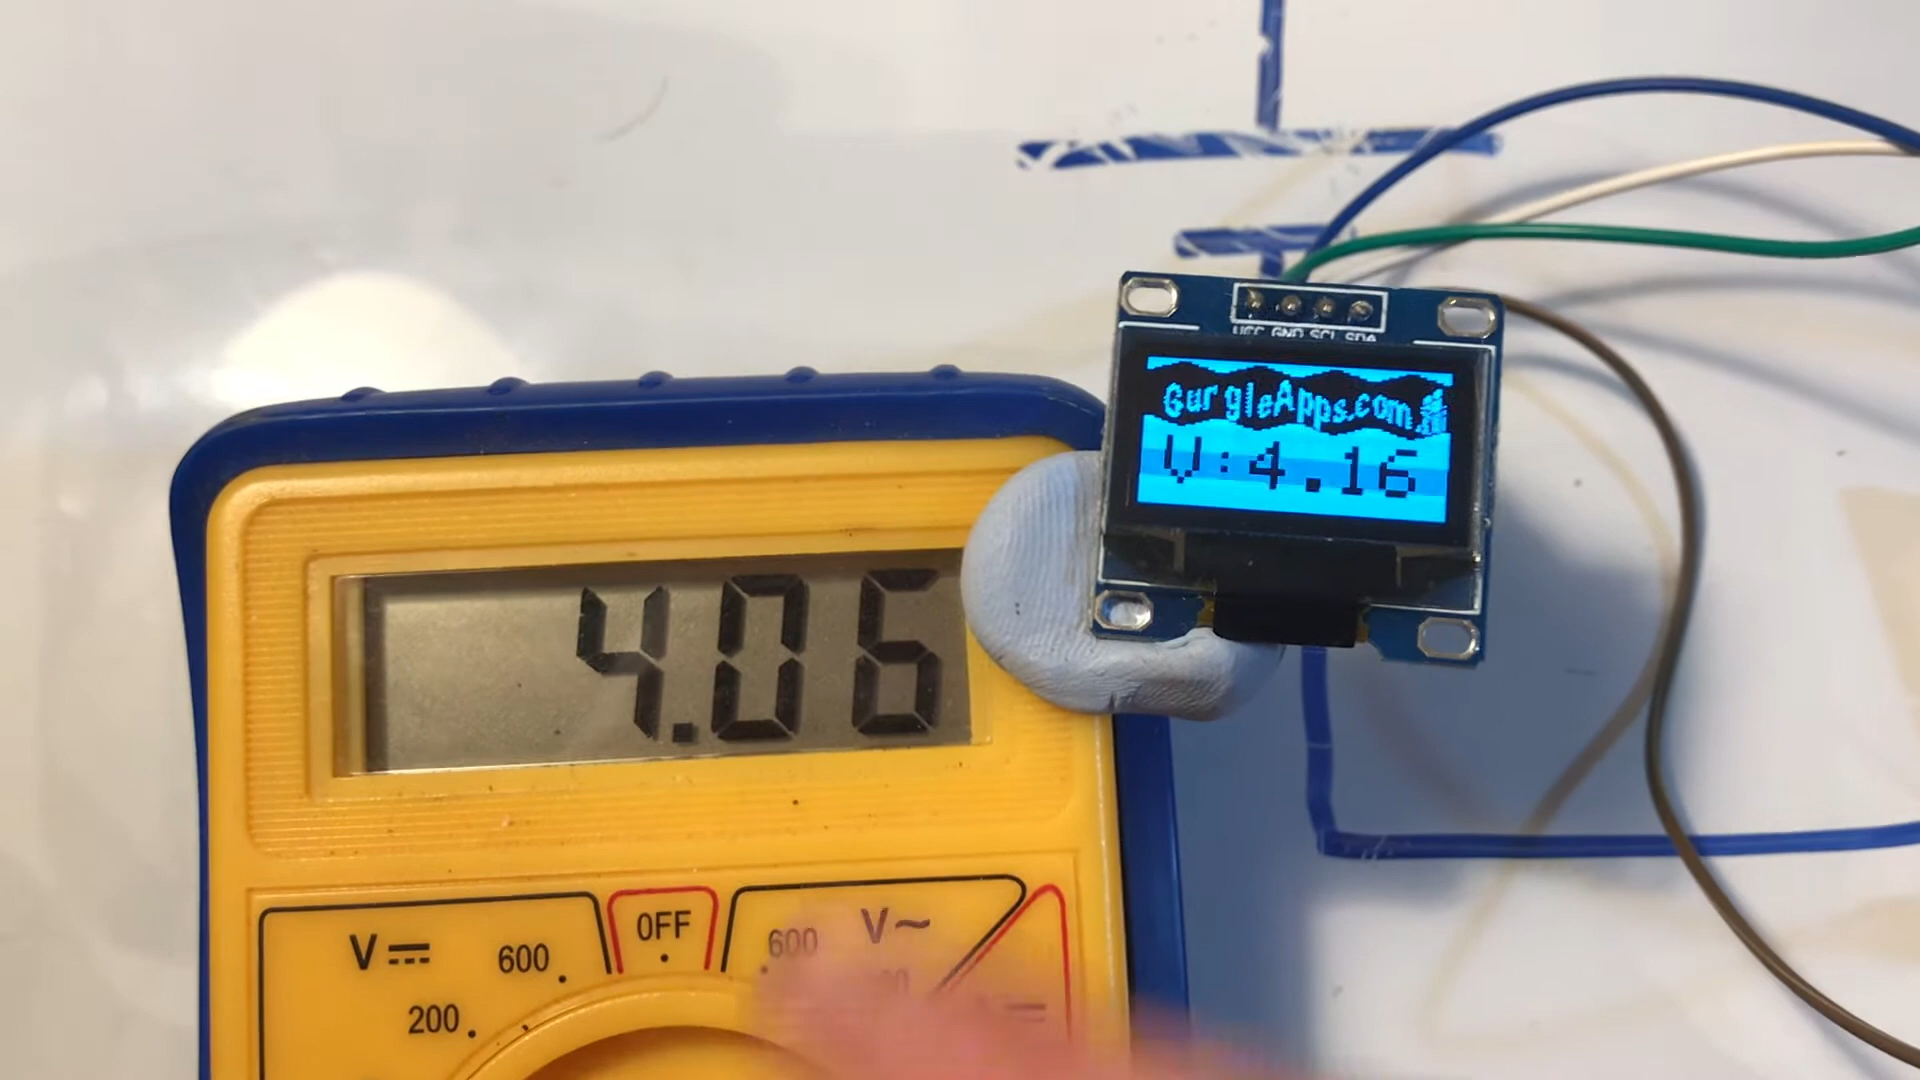 VCC GND SCL SDA
GurgleApps.com
V:4.16
4.06
V
600
OFF
600
V~
200